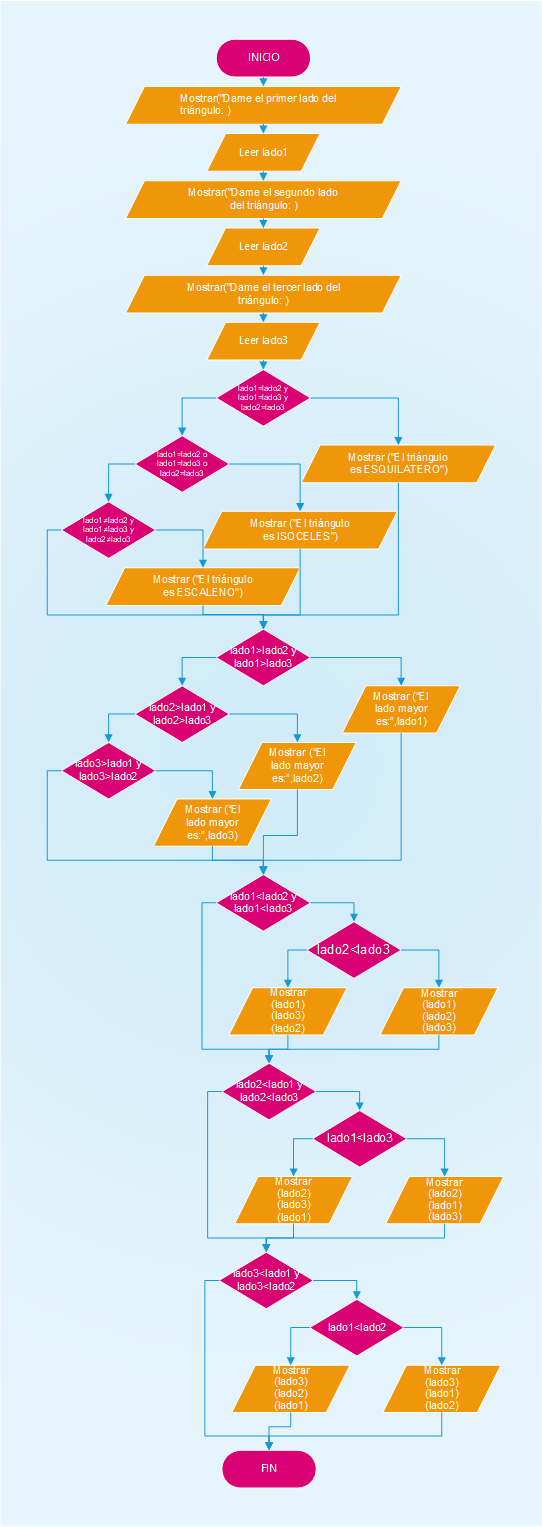 INICIO
Mostrar("Dame el primer lado del
triángulo: )
Leer lado1
Mostrar("Dame el segundo lado
del triángulo: )
Leer lado2
Mostrar("Dame el tercer lado del
triángulo: )
Leer lado3
lado1=lado2 y
lado1=lado3 y
lado2=lado3
lado1=lado2 o
lado1=lado3 o
lado2=lado3
Mostrar ("El triángulo
es ESQUILATERO")
lado1≠lado2 y
lado1≠lado3 y
lado2≠lado3
Mostrar ("El triángulo
es ISOCELES")
Mostrar ("El triángulo
es ESCALENO")
lado1>lado2 y
lado1>lado3
lado2>lado1 y
lado2>lado3
Mostrar ("El
lado mayor
es:",lado1)
lado3>lado1 y
lado3>lado2
Mostrar ("El
lado mayor
es:",lado2)
Mostrar ("El
lado mayor
es:",lado3)
lado1<lado2 y
lado1<lado3
lado2<lado3
Mostrar
(lado1)
(lado3)
(lado2)
Mostrar
(lado1)
(lado2)
(lado3)
lado2<lado1 y
lado2<lado3
lado1<lado3
Mostrar
(lado2)
(lado3)
(lado1)
Mostrar
(lado2)
(lado1)
(lado3)
lado3<lado1 y
lado3<lado2
lado1<lado2
Mostrar
(lado3)
(lado2)
(lado1)
Mostrar
(lado3)
(lado1)
(lado2)
FIN